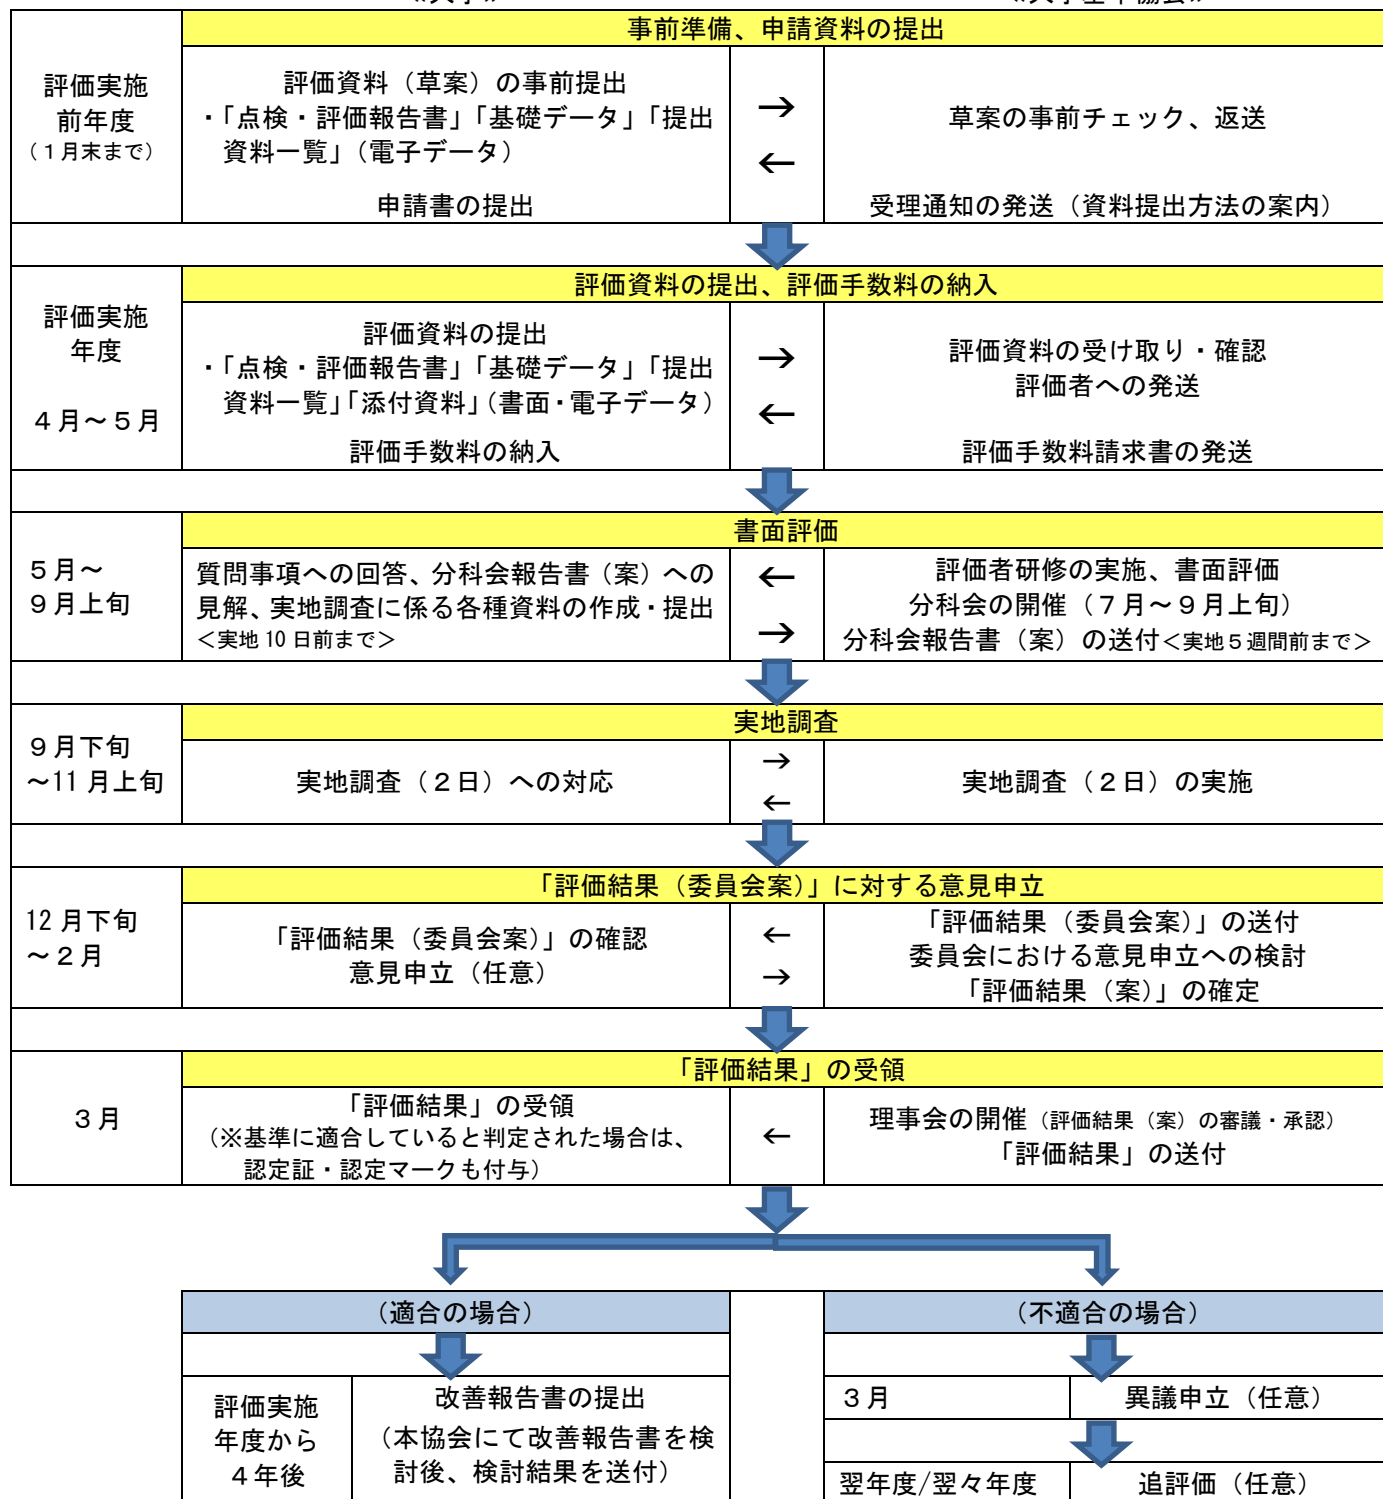 事前準備、申請資料の提出
評価実施
前年度
（１月末まで）
評価資料（草案）の事前提出
・「点検・評価報告書」「基礎データ」「提出
資料一覧」（電子データ）
申請書の提出
→
←
草案の事前チェック、返送
受理通知の発送（資料提出方法の案内）
評価資料の提出、評価手数料の納入
評価実施
年度
４月～５月
評価資料の提出
・「点検・評価報告書」「基礎データ」「提出
資料一覧」「添付資料」（書面・電子データ）
評価手数料の納入
→
←
評価資料の受け取り・確認
評価者への発送
評価手数料請求書の発送
書面評価
５月～
９月上旬
質問事項への回答、分科会報告書（案）への
見解、実地調査に係る各種資料の作成・提出
＜実地10日前まで＞
←
→
評価者研修の実施、書面評価
分科会の開催（７月～９月上旬）
分科会報告書（案）の送付＜実地５週間前まで＞
実地調査
９月下旬
～11月上旬
実地調査（２日）への対応
→
←
実地調査（２日）の実施
「評価結果（委員会案）」に対する意見申立
12月下旬
～２月
「評価結果（委員会案）」の確認
意見申立（任意）
←
→
「評価結果（委員会案）」の送付
委員会における意見申立への検討
「評価結果（案）」の確定
「評価結果」の受領
３月
「評価結果」の受領
（※基準に適合していると判定された場合は、
認定証・認定マークも付与）
←
理事会の開催（評価結果（案）の審議・承認）
「評価結果」の送付
（適合の場合）
評価実施
年度から
４年後
改善報告書の提出
（本協会にて改善報告書を検
討後、検討結果を送付）
（不適合の場合）
３月
異議申立（任意）
翌年度/翌々年度
追評価（任意）